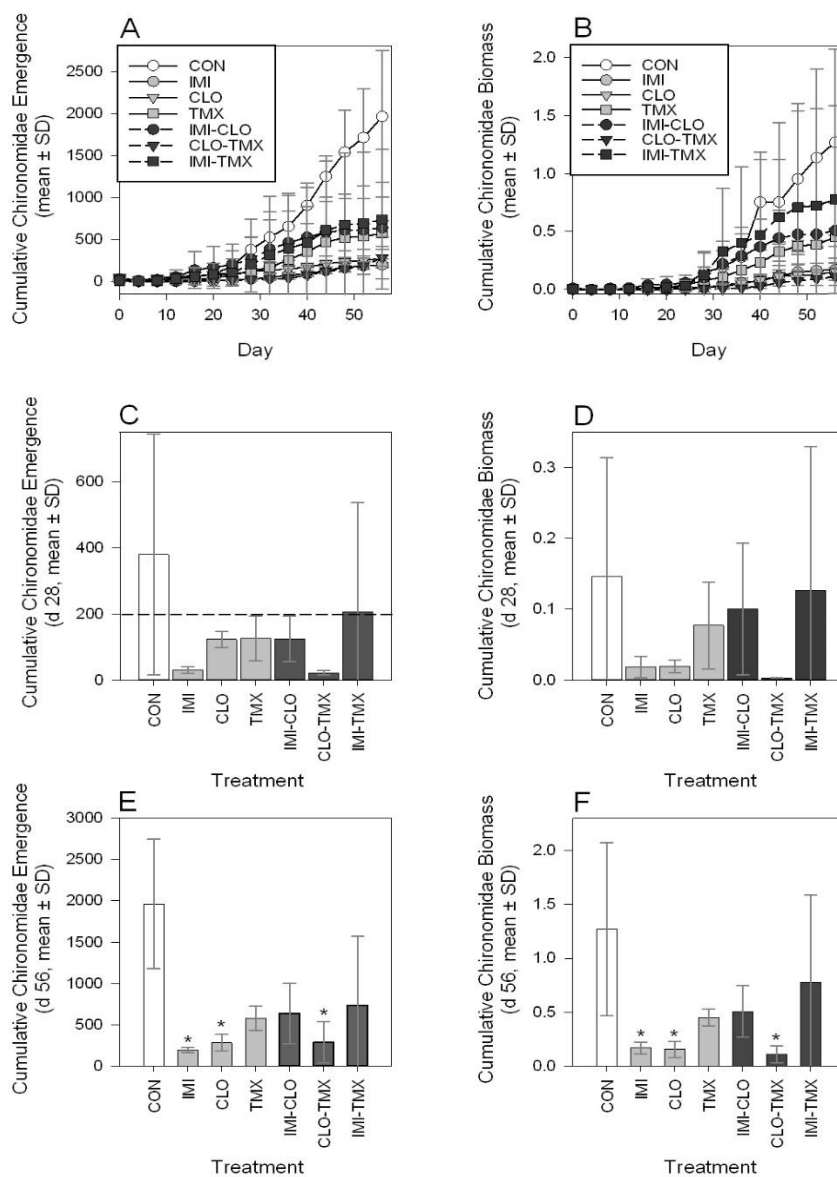 A
CON
IMI
CLO
TMX
IMI-CLO
CLO-TMX
IMI-TMX
Cumulative Chironomidae Emergence
(mean ± SD)
2500
2000
1500
1000
500
0
0 10 20 30 40 50
Day
B
CON
IMI
CLO
TMX
IMI-CLO
CLO-TMX
IMI-TMX
Cumulative Chironomidae Biomass
(mean ± SD)
2.0
1.5
1.0
0.5
0.0
0 10 20 30 40 50
Day
C
Cumulative Chironomidae Emergence
(d 28, mean ± SD)
600
400
200
0
CON
IMI
CLO
TMX
IMI-CLO
CLO-TMX
IMI-TMX
Treatment
D
Cumulative Chironomidae Biomass
(d 28, mean ± SD)
0.3
0.2
0.1
0.0
CON
IMI
CLO
TMX
IMI-CLO
CLO-TMX
IMI-TMX
Treatment
E
Cumulative Chironomidae Emergence
(d 56, mean ± SD)
3000
2500
2000
1500
1000
500
0
* * *
CON
IMI
CLO
TMX
IMI-CLO
CLO-TMX
IMI-TMX
Treatment
F
Cumulative Chironomidae Biomass
(d 56, mean ± SD)
2.0
1.5
1.0
0.5
0.0
* * *
CON
IMI
CLO
TMX
IMI-CLO
CLO-TMX
IMI-TMX
Treatment